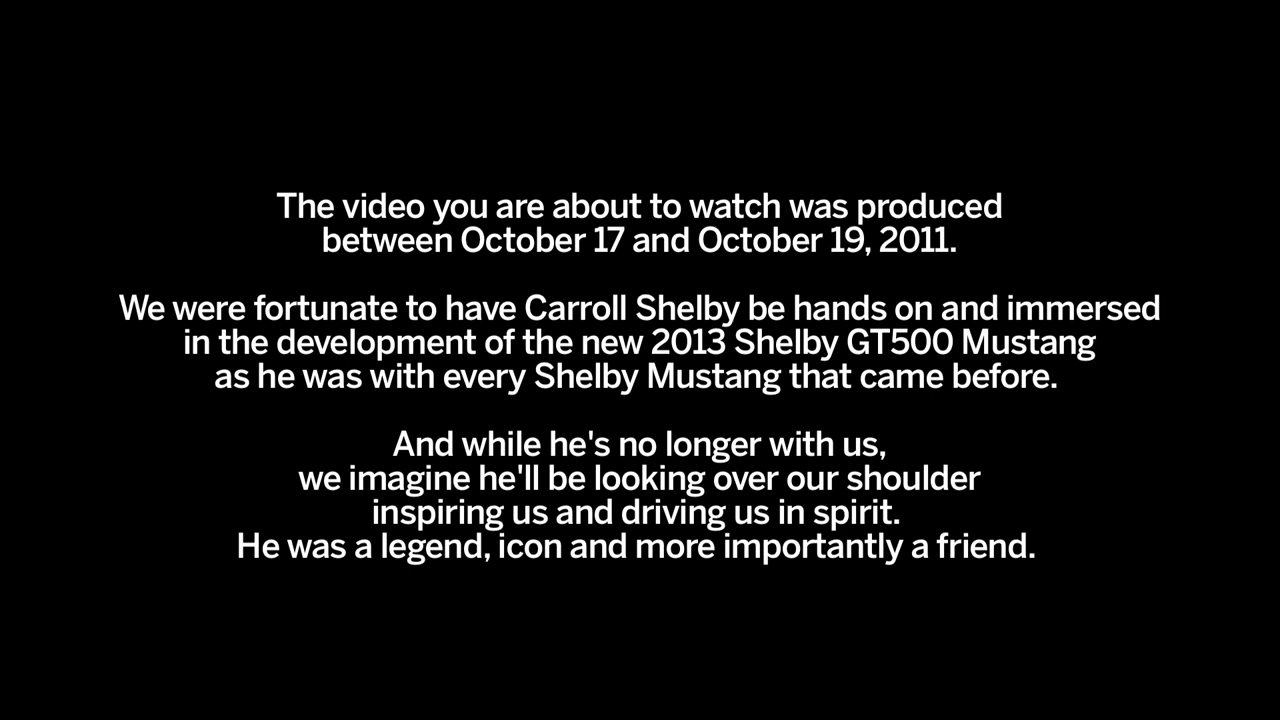 The video you are about to watch was produced
between October 17 and October 19, 2011.
We were fortunate to have Carroll Shelby be hands on and immersed
in the development of the new 2013 Shelby GT500 Mustang
as he was with every Shelby Mustang that came before.
And while he's no longer with us,
we imagine he'll be looking over our shoulder
inspiring us and driving us in spirit.
He was a legend, icon and more importantly a friend.